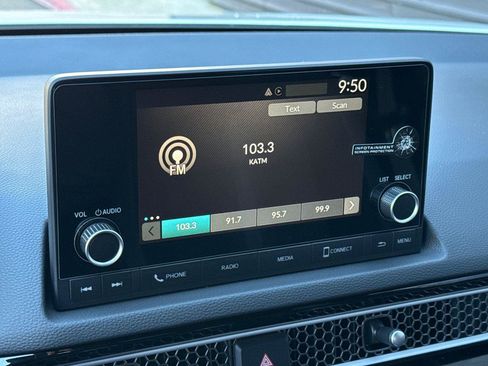 9:50
Text Scan
103.3
KATM
FM
INFOTAINMENT
SCREEN PROTECTION
LIST SELECT
VOL AUDIO
103.3 91.7 95.7 99.9
PHONE RADIO MEDIA CONNECT MENU